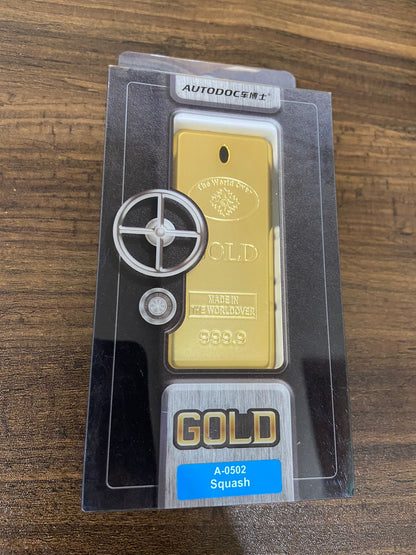 AUTODOC车博士®
The World Over
GOLD
MADE IN
THE WORLDOVER
999.9
GOLD
A-0502
Squash